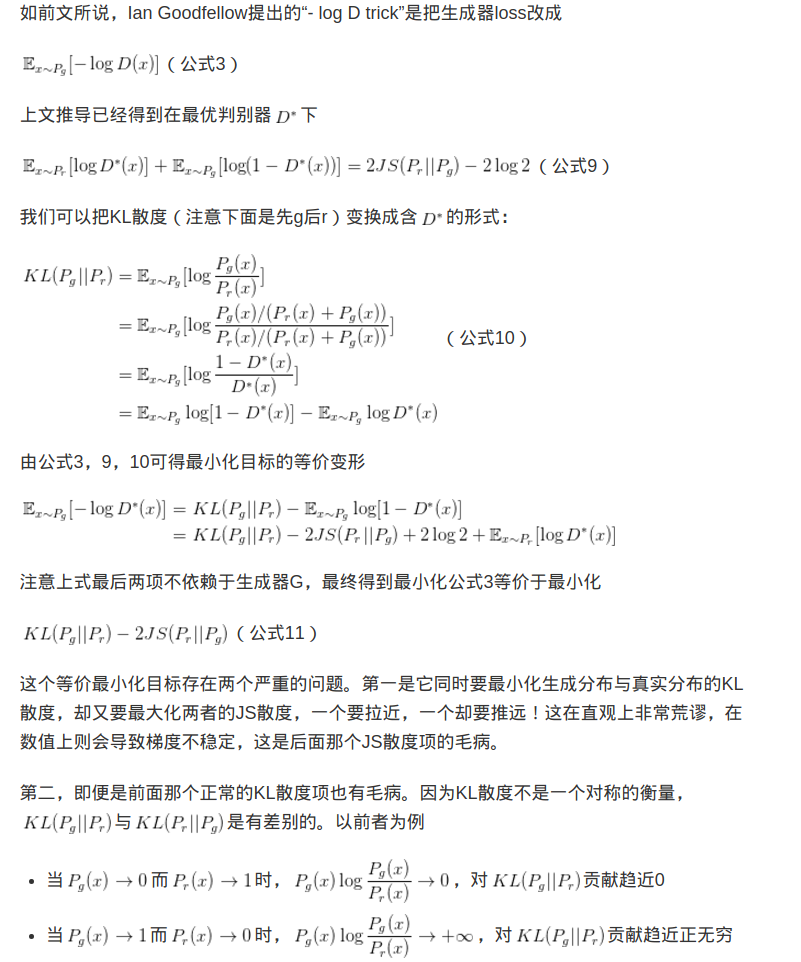 如前文所说，Ian Goodfellow提出的“- log D trick”是把生成器loss改成
$\mathbb{E}_{x\sim P_g}[-\log D(x)]$（公式3）
上文推导已经得到在最优判别器 $D^*$ 下
$\mathbb{E}_{x\sim P_r}[\log D^*(x)] + \mathbb{E}_{x\sim P_g}[\log(1-D^*(x))] = 2JS(P_r||P_g) - 2\log 2$（公式9）
我们可以把KL散度（注意下面是先g后r）变换成含 $D^*$ 的形式：
$KL(P_g||P_r) = \mathbb{E}_{x\sim P_g}[\log \frac{P_g(x)}{P_r(x)}]$
$= \mathbb{E}_{x\sim P_g}[\log \frac{P_g(x)/(P_r(x)+P_g(x))}{P_r(x)/(P_r(x)+P_g(x))}]$ （公式10）
$= \mathbb{E}_{x\sim P_g}[\log \frac{1-D^*(x)}{D^*(x)}]$
$= \mathbb{E}_{x\sim P_g} \log[1-D^*(x)] - \mathbb{E}_{x\sim P_g} \log D^*(x)$
由公式3，9，10可得最小化目标的等价变形
$\mathbb{E}_{x\sim P_g}[-\log D^*(x)] = KL(P_g||P_r) - \mathbb{E}_{x\sim P_g} \log[1-D^*(x)]$
$= KL(P_g||P_r) - 2JS(P_r||P_g) + 2\log 2 + \mathbb{E}_{x\sim P_r}[\log D^*(x)]$
注意上式最后两项不依赖于生成器G，最终得到最小化公式3等价于最小化
$KL(P_g||P_r) - 2JS(P_r||P_g)$（公式11）
这个等价最小化目标存在两个严重的问题。第一是它同时要最小化生成分布与真实分布的KL
散度，却又要最大化两者的JS散度，一个要拉近，一个却要推远！这在直观上非常荒谬，在
数值上则会导致梯度不稳定，这是后面那个JS散度项的毛病。
第二，即便是前面那个正常的KL散度项也有毛病。因为KL散度不是一个对称的衡量，
$KL(P_g||P_r)$与$KL(P_r||P_g)$是有差别的。以前者为例
• 当$P_g(x)\to 0$而$P_r(x)\to 1$时，$P_g(x)\log \frac{P_g(x)}{P_r(x)} \to 0$，对$KL(P_g||P_r)$贡献趋近0
• 当$P_g(x)\to 1$而$P_r(x)\to 0$时，$P_g(x)\log \frac{P_g(x)}{P_r(x)} \to +\infty$，对$KL(P_g||P_r)$贡献趋近正无穷